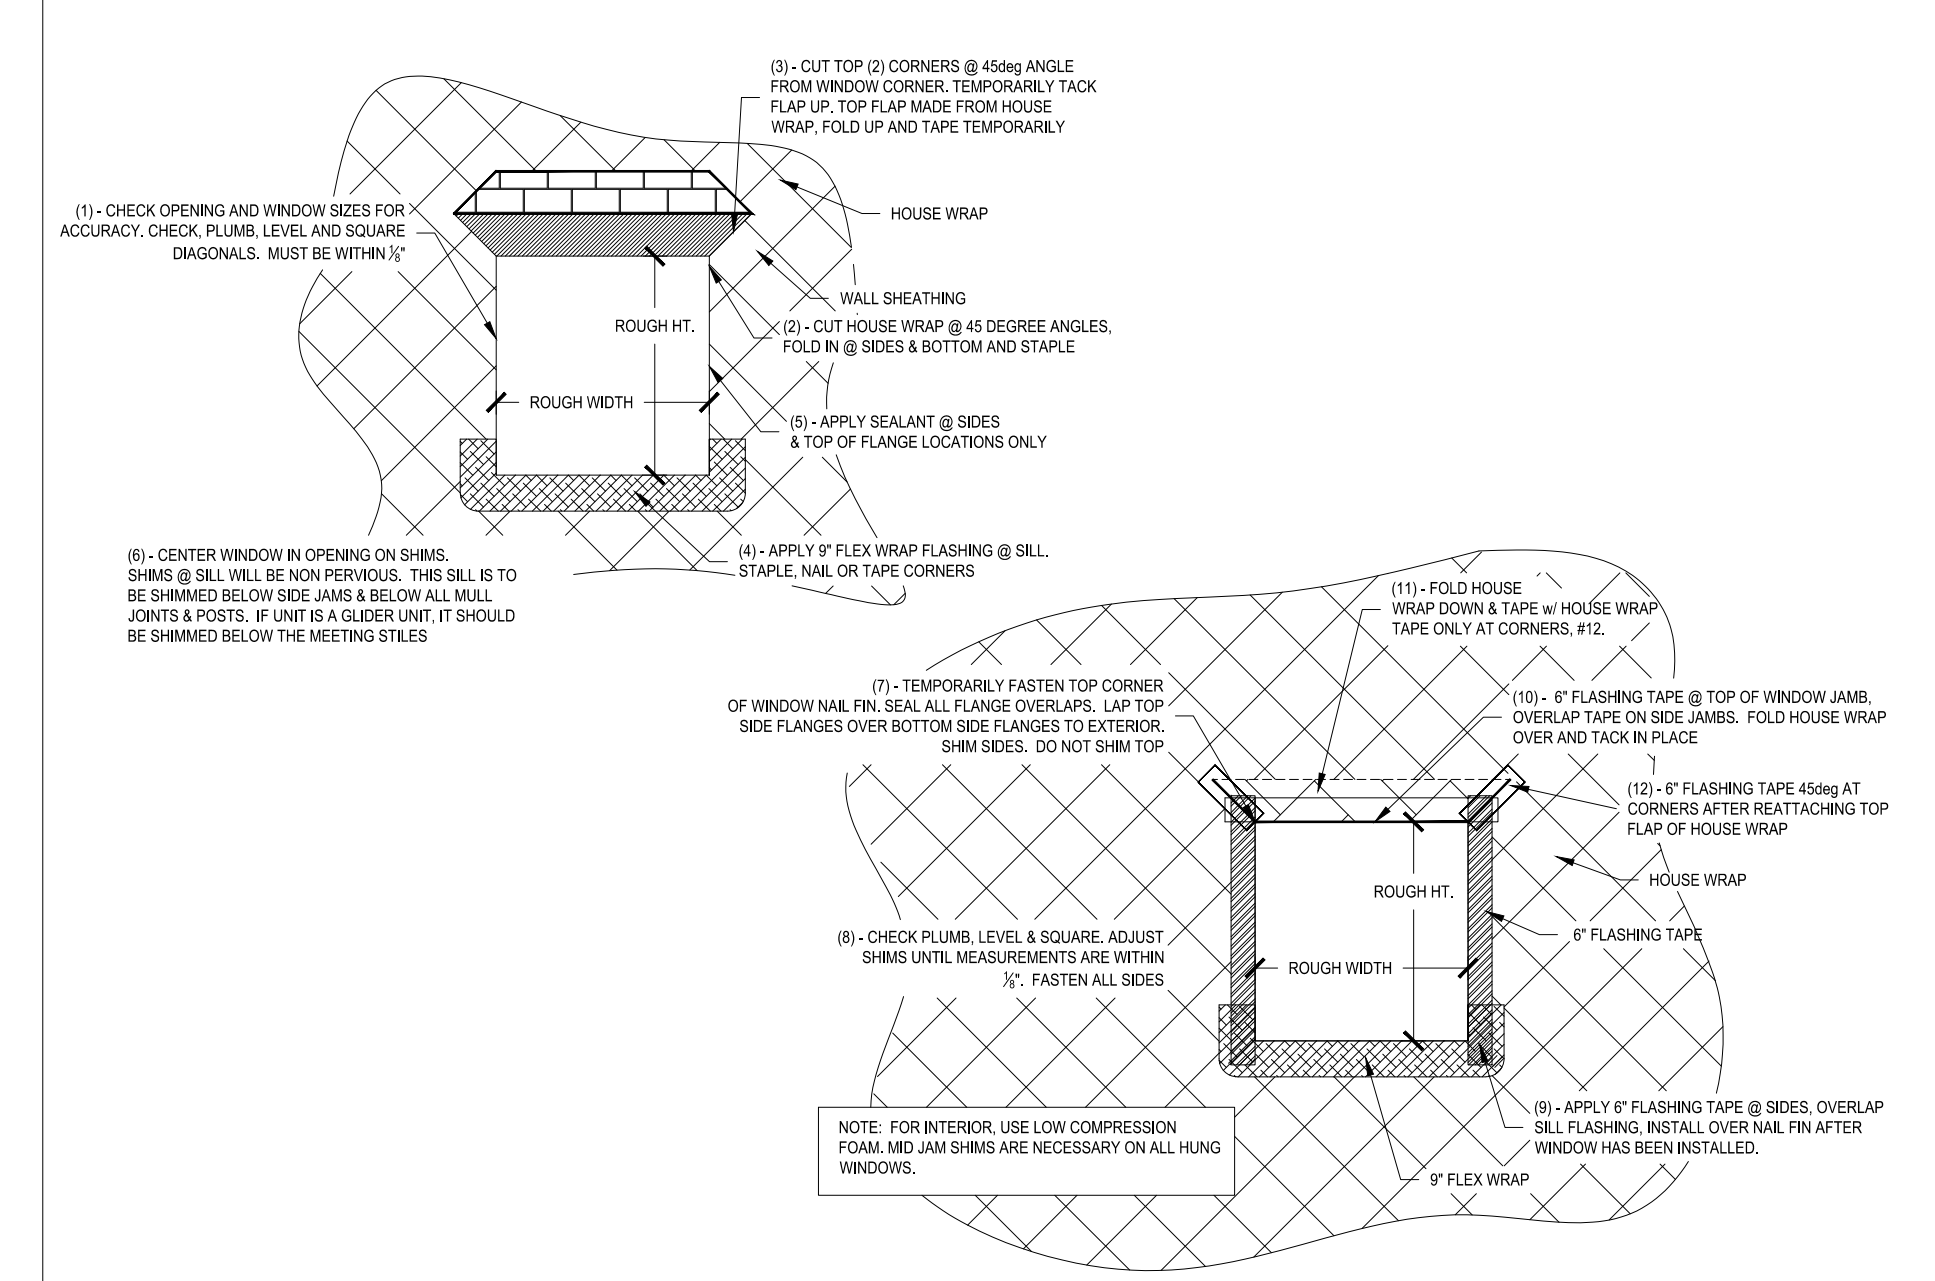 (3) - CUT TOP (2) CORNERS @ 45deg ANGLE
FROM WINDOW CORNER. TEMPORARILY TACK
FLAP UP. TOP FLAP MADE FROM HOUSE
WRAP, FOLD UP AND TAPE TEMPORARILY
(1) - CHECK OPENING AND WINDOW SIZES FOR
ACCURACY. CHECK, PLUMB, LEVEL AND SQUARE
DIAGONALS. MUST BE WITHIN ⅛"
HOUSE WRAP
WALL SHEATHING
ROUGH HT.
(2) - CUT HOUSE WRAP @ 45 DEGREE ANGLES,
FOLD IN @ SIDES & BOTTOM AND STAPLE
ROUGH WIDTH
(5) - APPLY SEALANT @ SIDES
& TOP OF FLANGE LOCATIONS ONLY
(4) - APPLY 9" FLEX WRAP FLASHING @ SILL.
STAPLE, NAIL OR TAPE CORNERS
(6) - CENTER WINDOW IN OPENING ON SHIMS.
SHIMS @ SILL WILL BE NON PERVIOUS. THIS SILL IS TO
BE SHIMMED BELOW SIDE JAMS & BELOW ALL MULL
JOINTS & POSTS. IF UNIT IS A GLIDER UNIT, IT SHOULD
BE SHIMMED BELOW THE MEETING STILES
(11) - FOLD HOUSE
WRAP DOWN & TAPE w/ HOUSE WRAP
TAPE ONLY AT CORNERS, #12.
(7) - TEMPORARILY FASTEN TOP CORNER
OF WINDOW NAIL FIN. SEAL ALL FLANGE OVERLAPS. LAP TOP
SIDE FLANGES OVER BOTTOM SIDE FLANGES TO EXTERIOR.
SHIM SIDES. DO NOT SHIM TOP
(10) - 6" FLASHING TAPE @ TOP OF WINDOW JAMB,
OVERLAP TAPE ON SIDE JAMBS. FOLD HOUSE WRAP
OVER AND TACK IN PLACE
(12) - 6" FLASHING TAPE 45deg AT
CORNERS AFTER REATTACHING TOP
FLAP OF HOUSE WRAP
HOUSE WRAP
ROUGH HT.
6" FLASHING TAPE
(8) - CHECK PLUMB, LEVEL & SQUARE. ADJUST
SHIMS UNTIL MEASUREMENTS ARE WITHIN
⅛". FASTEN ALL SIDES
ROUGH WIDTH
(9) - APPLY 6" FLASHING TAPE @ SIDES, OVERLAP
SILL FLASHING, INSTALL OVER NAIL FIN AFTER
WINDOW HAS BEEN INSTALLED.
9" FLEX WRAP
NOTE: FOR INTERIOR, USE LOW COMPRESSION
FOAM. MID JAM SHIMS ARE NECESSARY ON ALL HUNG
WINDOWS.